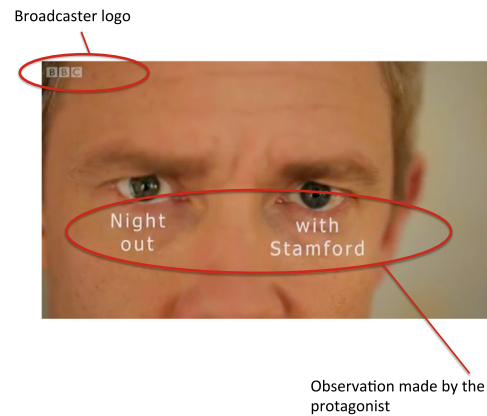 Broadcaster logo
BBC
Night
out
with
Stamford
Observation made by the
protagonist